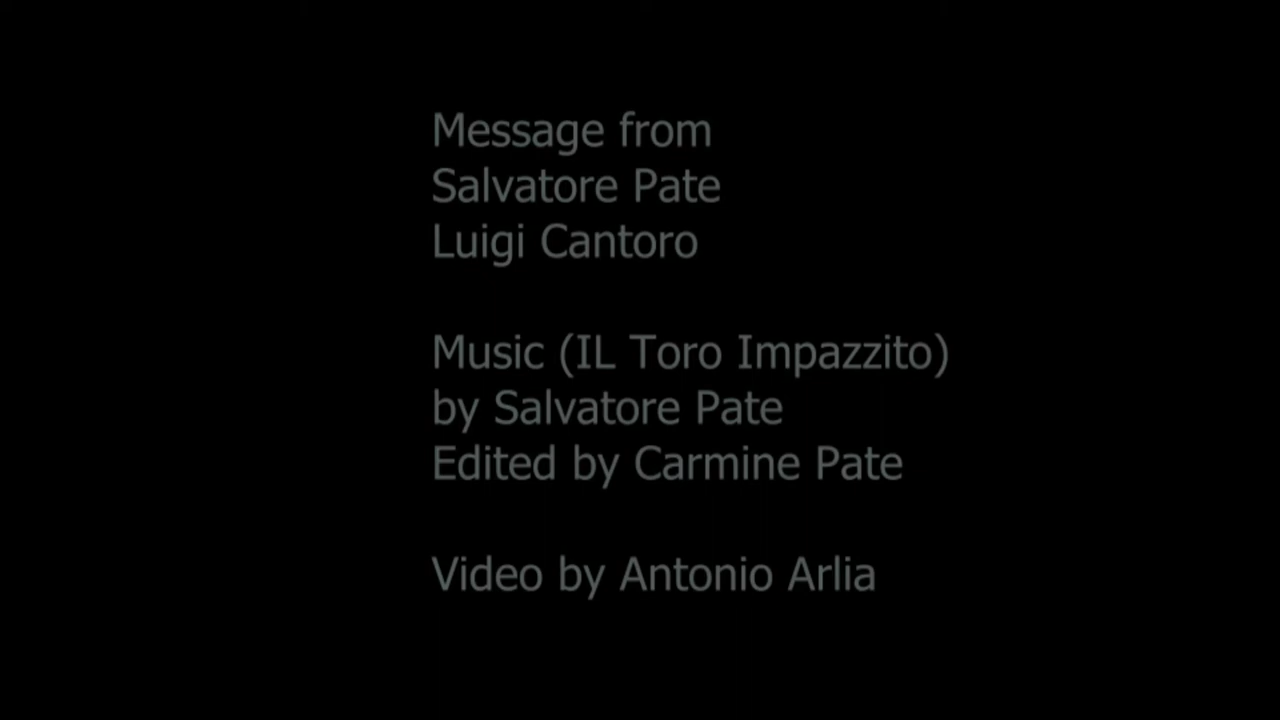 Message from
Salvatore Pate
Luigi Cantoro
Music (IL Toro Impazzito)
by Salvatore Pate
Edited by Carmine Pate
Video by Antonio Arlia